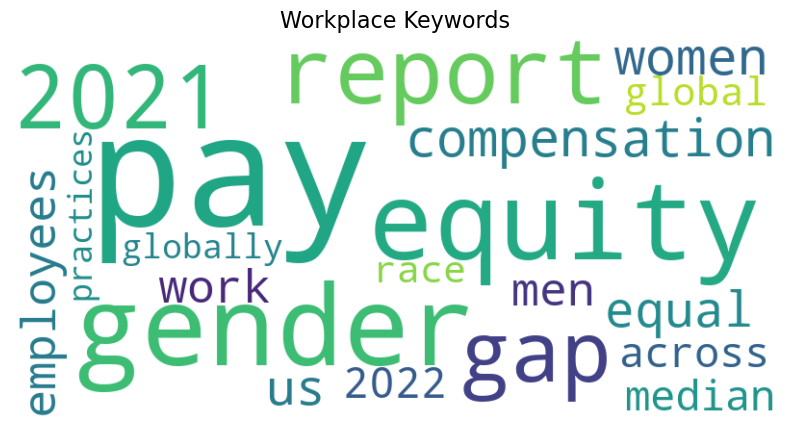 Workplace Keywords
2021
report
women
global
pay
compensation
employees
practices
equity
globally
race
work
men
gender
gap
equal
across
us
2022
median